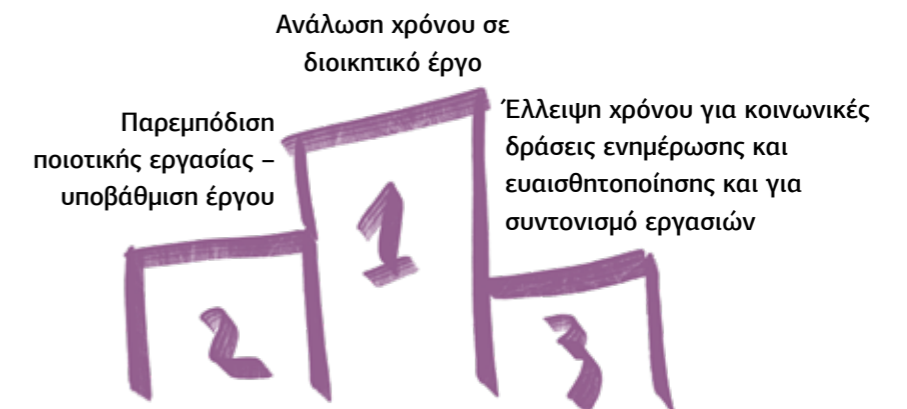 Ανάλωση χρόνου σε
διοικητικό έργο
Παρεμπόδιση
ποιοτικής εργασίας –
υποβάθμιση έργου
Έλλειψη χρόνου για κοινωνικές
δράσεις ενημέρωσης και
ευαισθητοποίησης και για
συντονισμό εργασιών
1
2
3